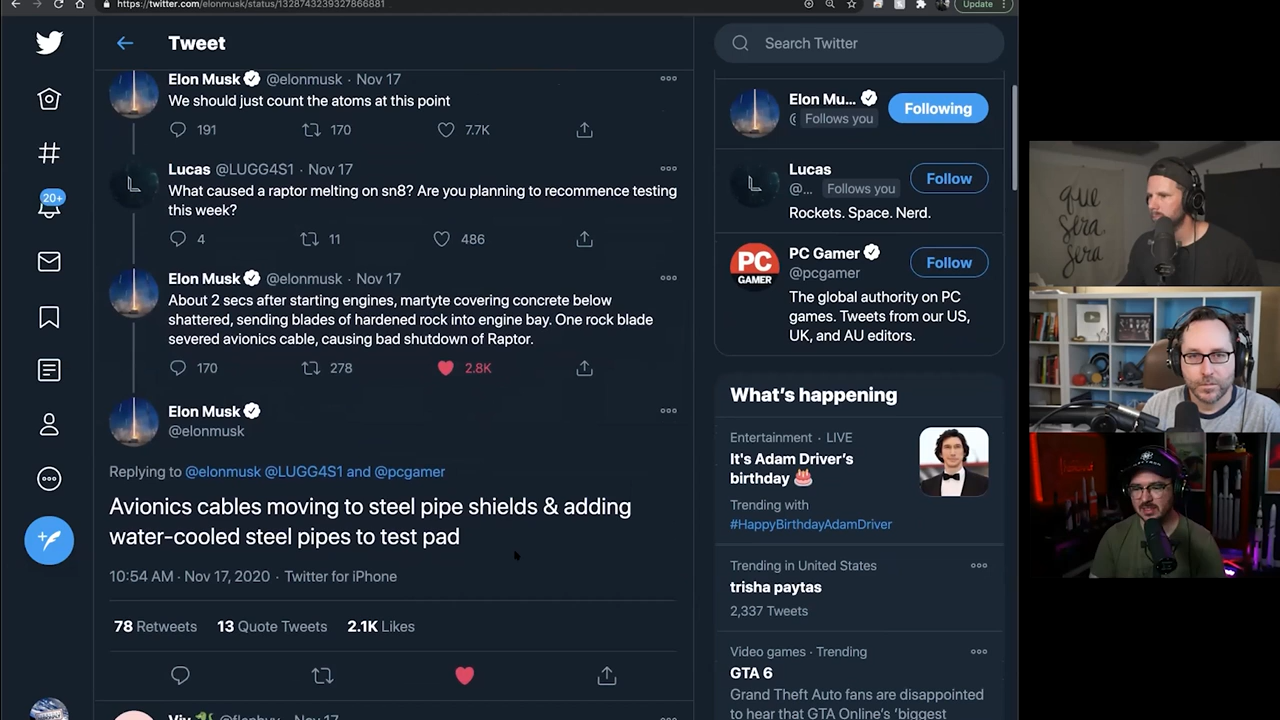 https://twitter.com/elonmusk/status/1328743239327866881
Update
Tweet
Search Twitter
20+
Elon Musk @elonmusk · Nov 17
We should just count the atoms at this point
191 170 7.7K
Lucas @LUGG4S1 · Nov 17
What caused a raptor melting on sn8? Are you planning to recommence testing
this week?
4 11 486
Elon Musk @elonmusk · Nov 17
About 2 secs after starting engines, martyte covering concrete below
shattered, sending blades of hardened rock into engine bay. One rock blade
severed avionics cable, causing bad shutdown of Raptor.
170 278 2.8K
Elon Musk
@elonmusk
Replying to @elonmusk @LUGG4S1 and @pcgamer
Avionics cables moving to steel pipe shields & adding
water-cooled steel pipes to test pad
10:54 AM · Nov 17, 2020 · Twitter for iPhone
78 Retweets 13 Quote Tweets 2.1K Likes
Elon Mu...
Follows you
Following
Lucas
@... Follows you
Follow
Rockets. Space. Nerd.
PC Gamer
@pcgamer
Follow
PC
GAMER
The global authority on PC
games. Tweets from our US,
UK, and AU editors.
What's happening
Entertainment · LIVE
It's Adam Driver's
birthday
Trending with
#HappyBirthdayAdamDriver
Trending in United States
trisha paytas
2,337 Tweets
Video games · Trending
GTA 6
Grand Theft Auto fans are disappointed
to hear that GTA Online's 'biggest
que
sera,
sera